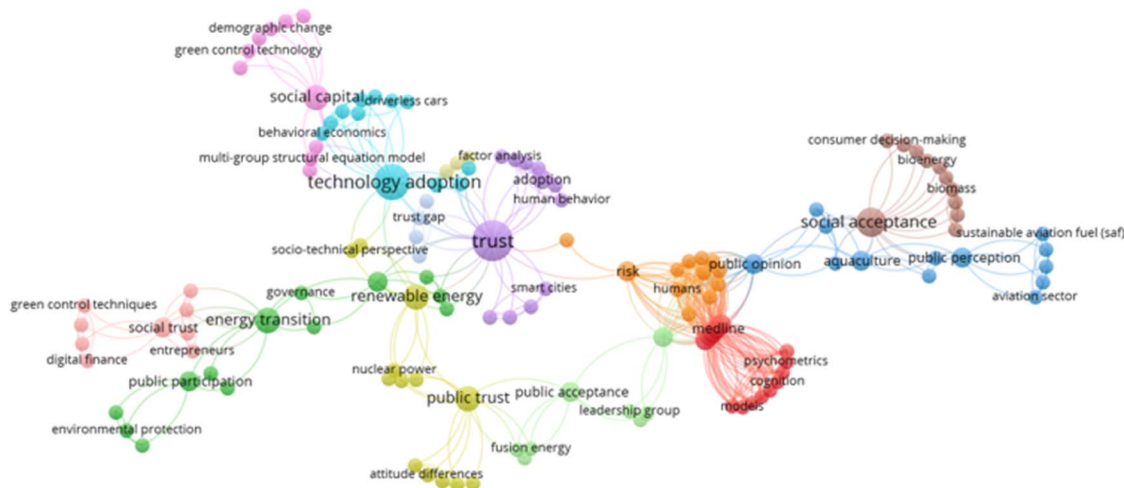 demographic change
green control technology
social capital
driverless cars
behavioral economics
multi-group structural equation model
factor analysis
technology adoption
adoption
human behavior
trust gap
trust
socio-technical perspective
smart cities
governance
renewable energy
green control techniques
social trust
energy transition
digital finance
entrepreneurs
public participation
environmental protection
nuclear power
public trust
public acceptance
leadership group
fusion energy
attitude differences
consumer decision-making
bioenergy
biomass
social acceptance
sustainable aviation fuel (saf)
risk
public opinion
aquaculture
public perception
humans
aviation sector
medline
psychometrics
cognition
models